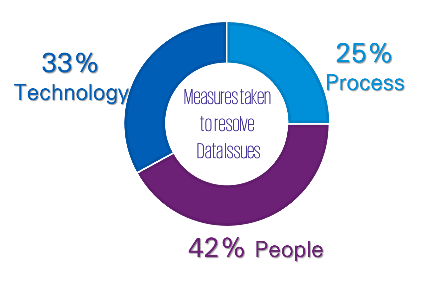 33%
Technology
25%
Process
Measures taken
to resolve
Data Issues
42% People